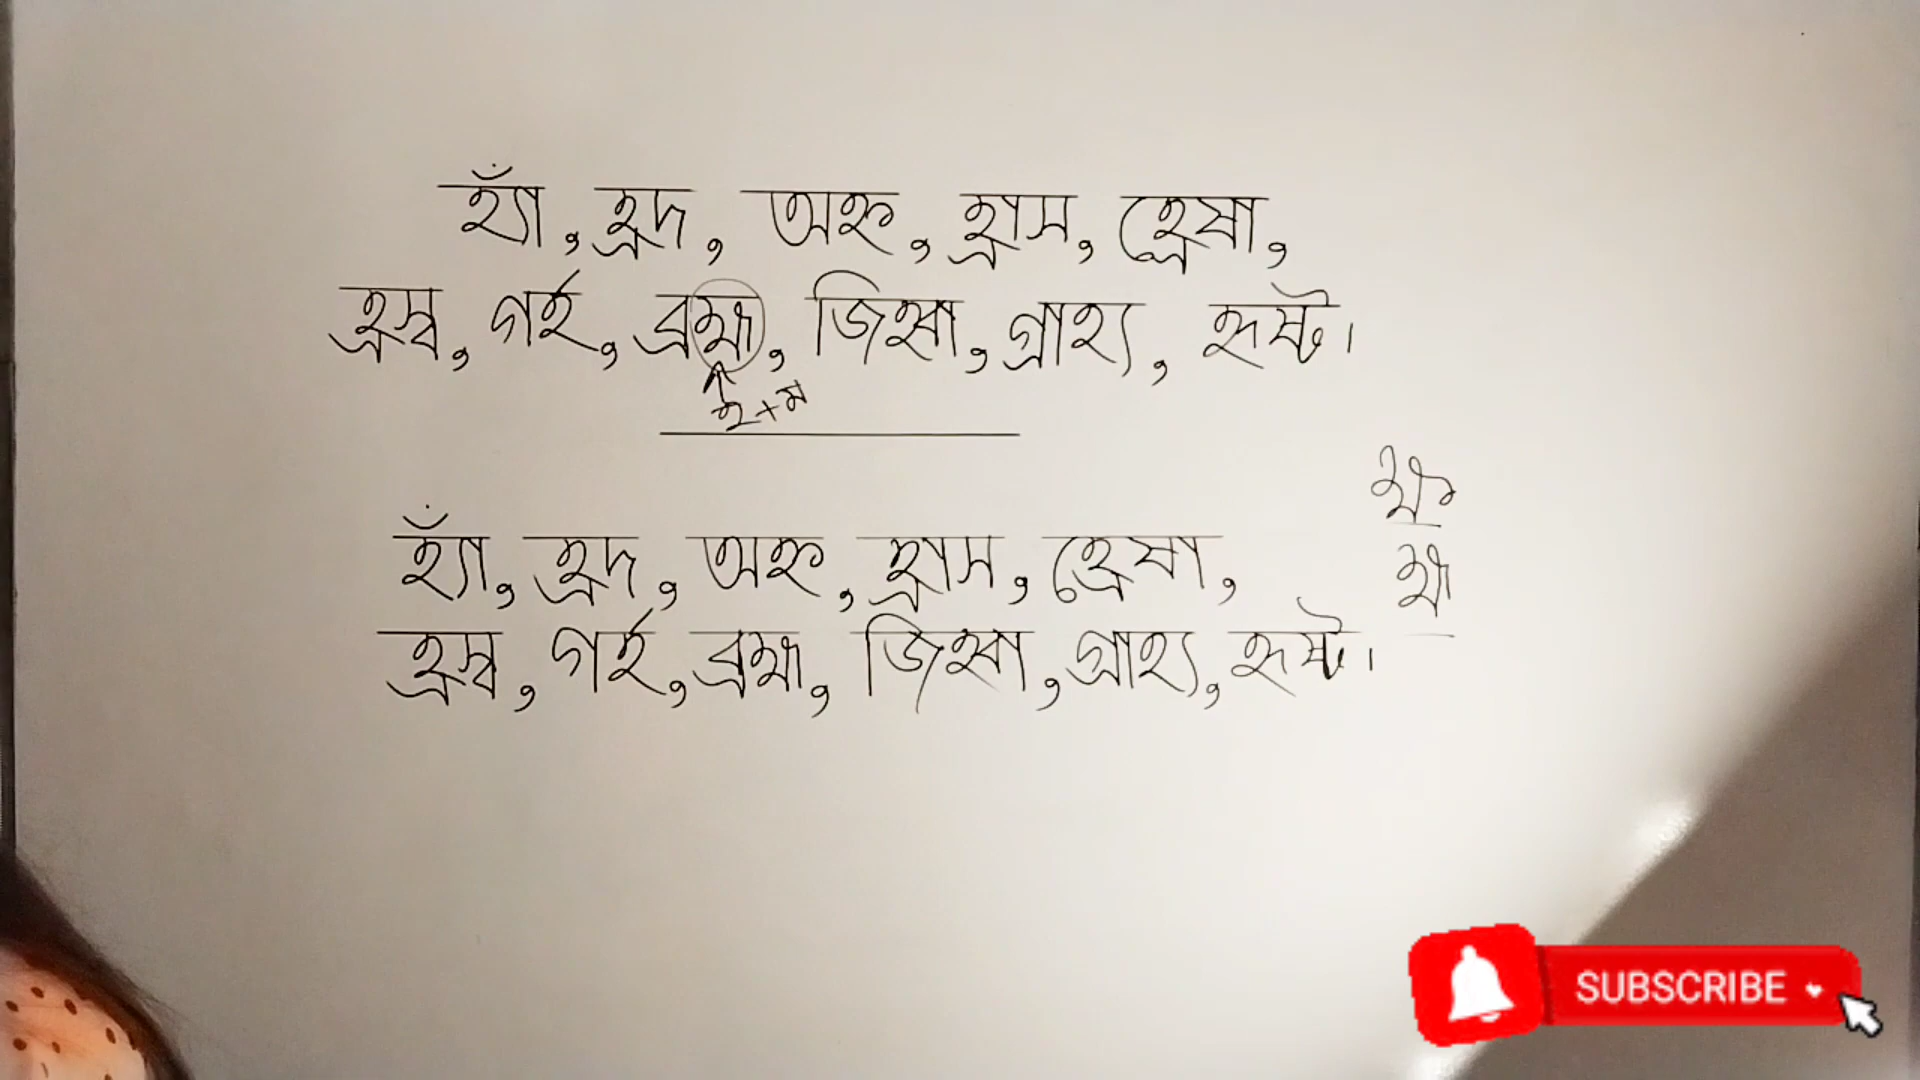 হ্যাঁ, হ্রদ, অহ্ন, হ্রাস, হ্রেষা,
হ্রস্ব, গর্হ, ব্রহ্ম, জিহ্বা, গ্রাহ্য, হৃষ্ট।
হ+ম
হ্যাঁ, হ্রদ, অহ্ন, হ্রাস, হ্রেষা,
হ্ম
হ্রস্ব, গর্হ, ব্রহ্ম, জিহ্বা, গ্রাহ্য, হৃষ্ট।
SUBSCRIBE